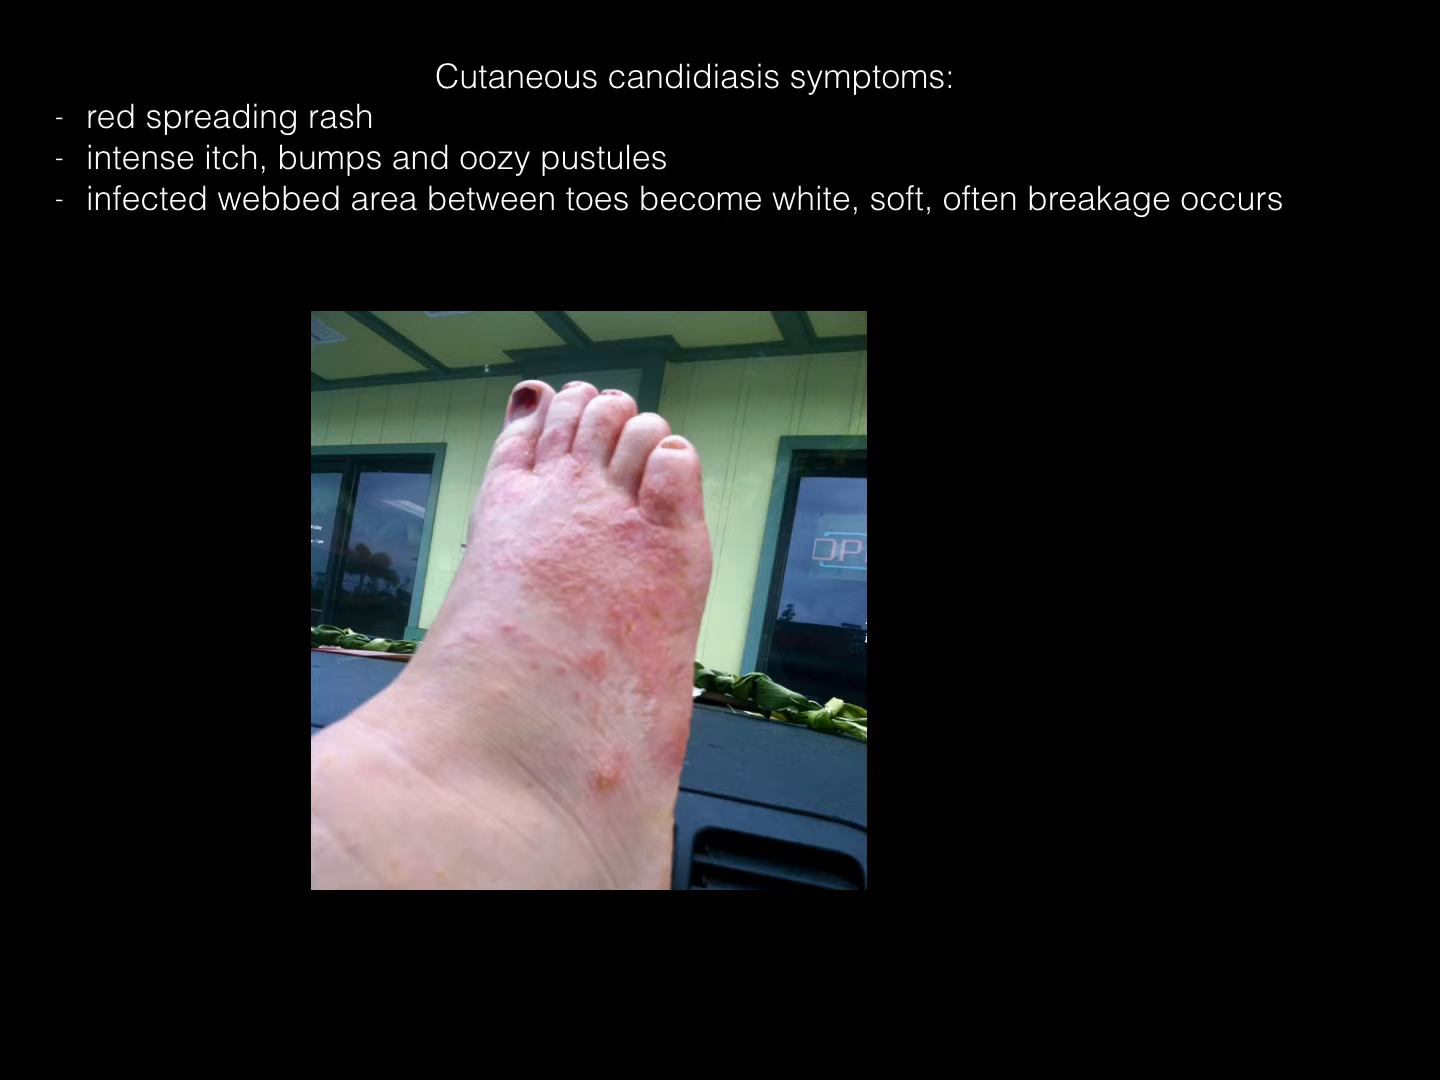 Cutaneous candidiasis symptoms:
- red spreading rash
- intense itch, bumps and oozy pustules
- infected webbed area between toes become white, soft, often breakage occurs